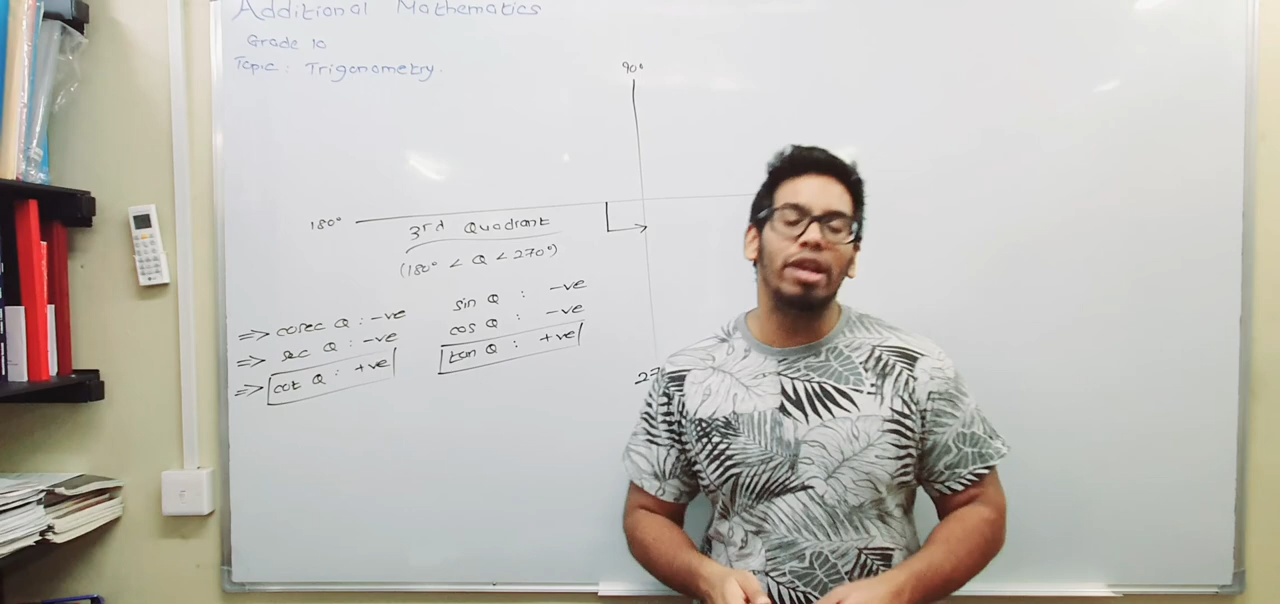 Additional Mathematics
Grade 10
Topic : Trigonometry.
90°
180°
3rd Quadrant
(180° < Q < 270°)
sin Q : -ve
cos Q : -ve
tan Q : +ve
=> cosec Q : -ve
=> sec Q : -ve
=> cot Q : +ve
27